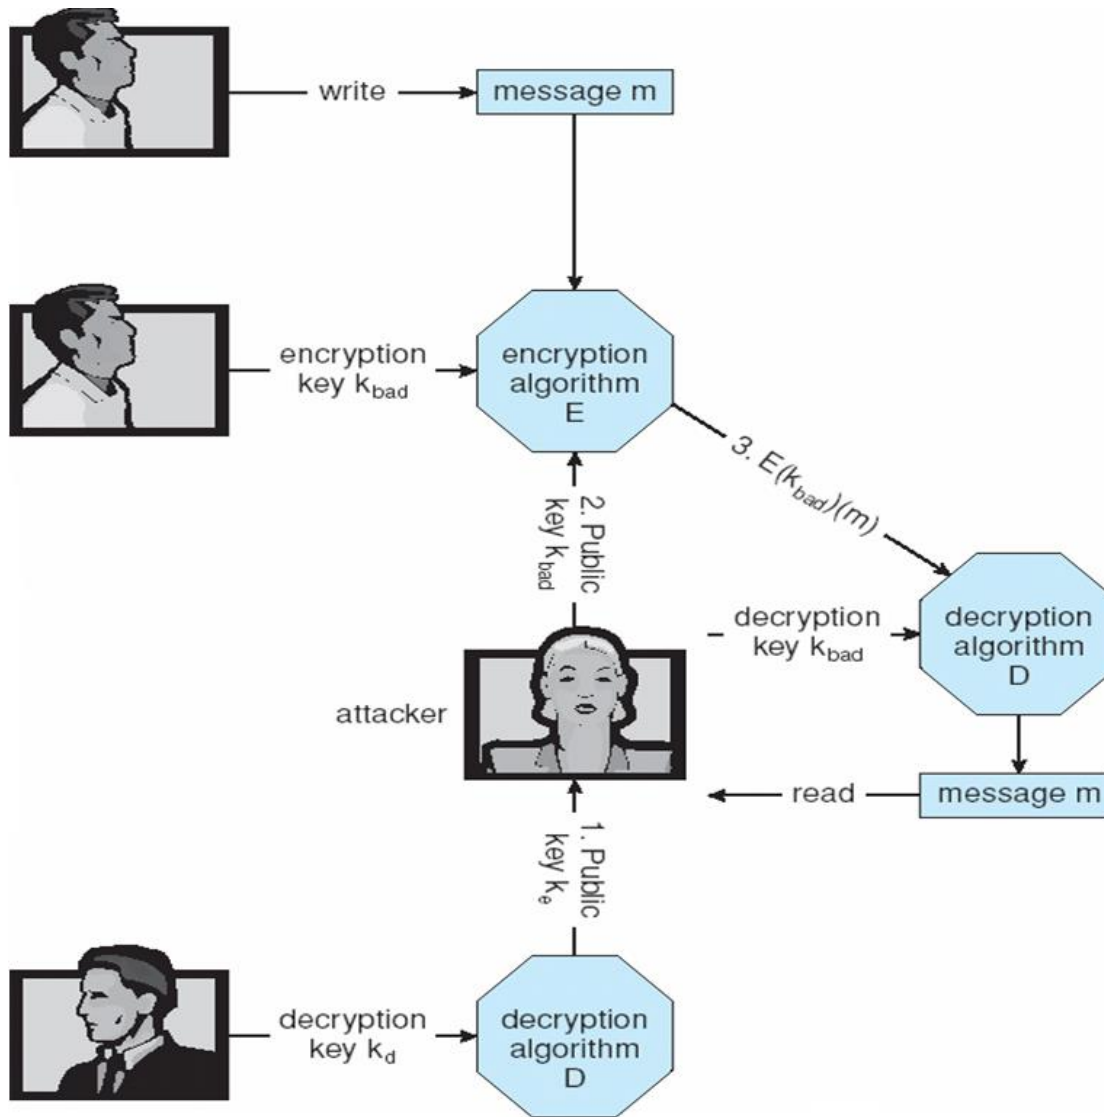 write
message m
encryption
key k_bad
encryption
algorithm
E
3. E(k_bad)(m)
2. Public
key k_bad
decryption
key k_bad
decryption
algorithm
D
attacker
read
message m
1. Public
key k_e
decryption
key k_d
decryption
algorithm
D